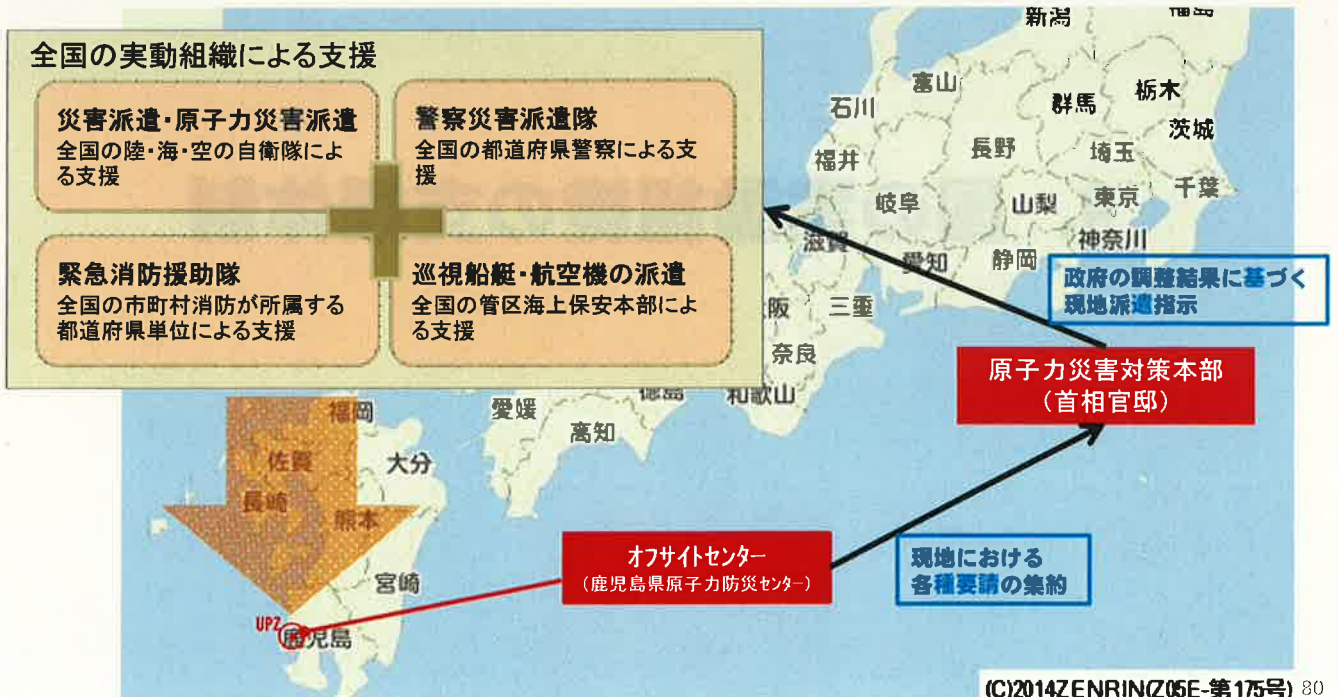 全国の実動組織による支援
災害派遣・原子力災害派遣
全国の陸・海・空の自衛隊によ
る支援
警察災害派遣隊
全国の都道府県警察による支
援
緊急消防援助隊
全国の市町村消防が所属する
都道府県単位による支援
巡視船艇・航空機の派遣
全国の管区海上保安本部によ
る支援
新潟
福島
富山
石川
群馬
栃木
茨城
福井
長野
埼玉
岐阜
山梨
東京
千葉
滋賀
愛知
静岡
神奈川
政府の調整結果に基づく
現地派遣指示
阪
三重
奈良
和歌山
徳島
原子力災害対策本部
（首相官邸）
愛媛
高知
福岡
佐賀
大分
長崎
熊本
宮崎
オフサイトセンター
（鹿児島県原子力防災センター）
現地における
各種要請の集約
UPZ
鹿児島
(C)2014ZENRIN(Z05E-第175号) 80